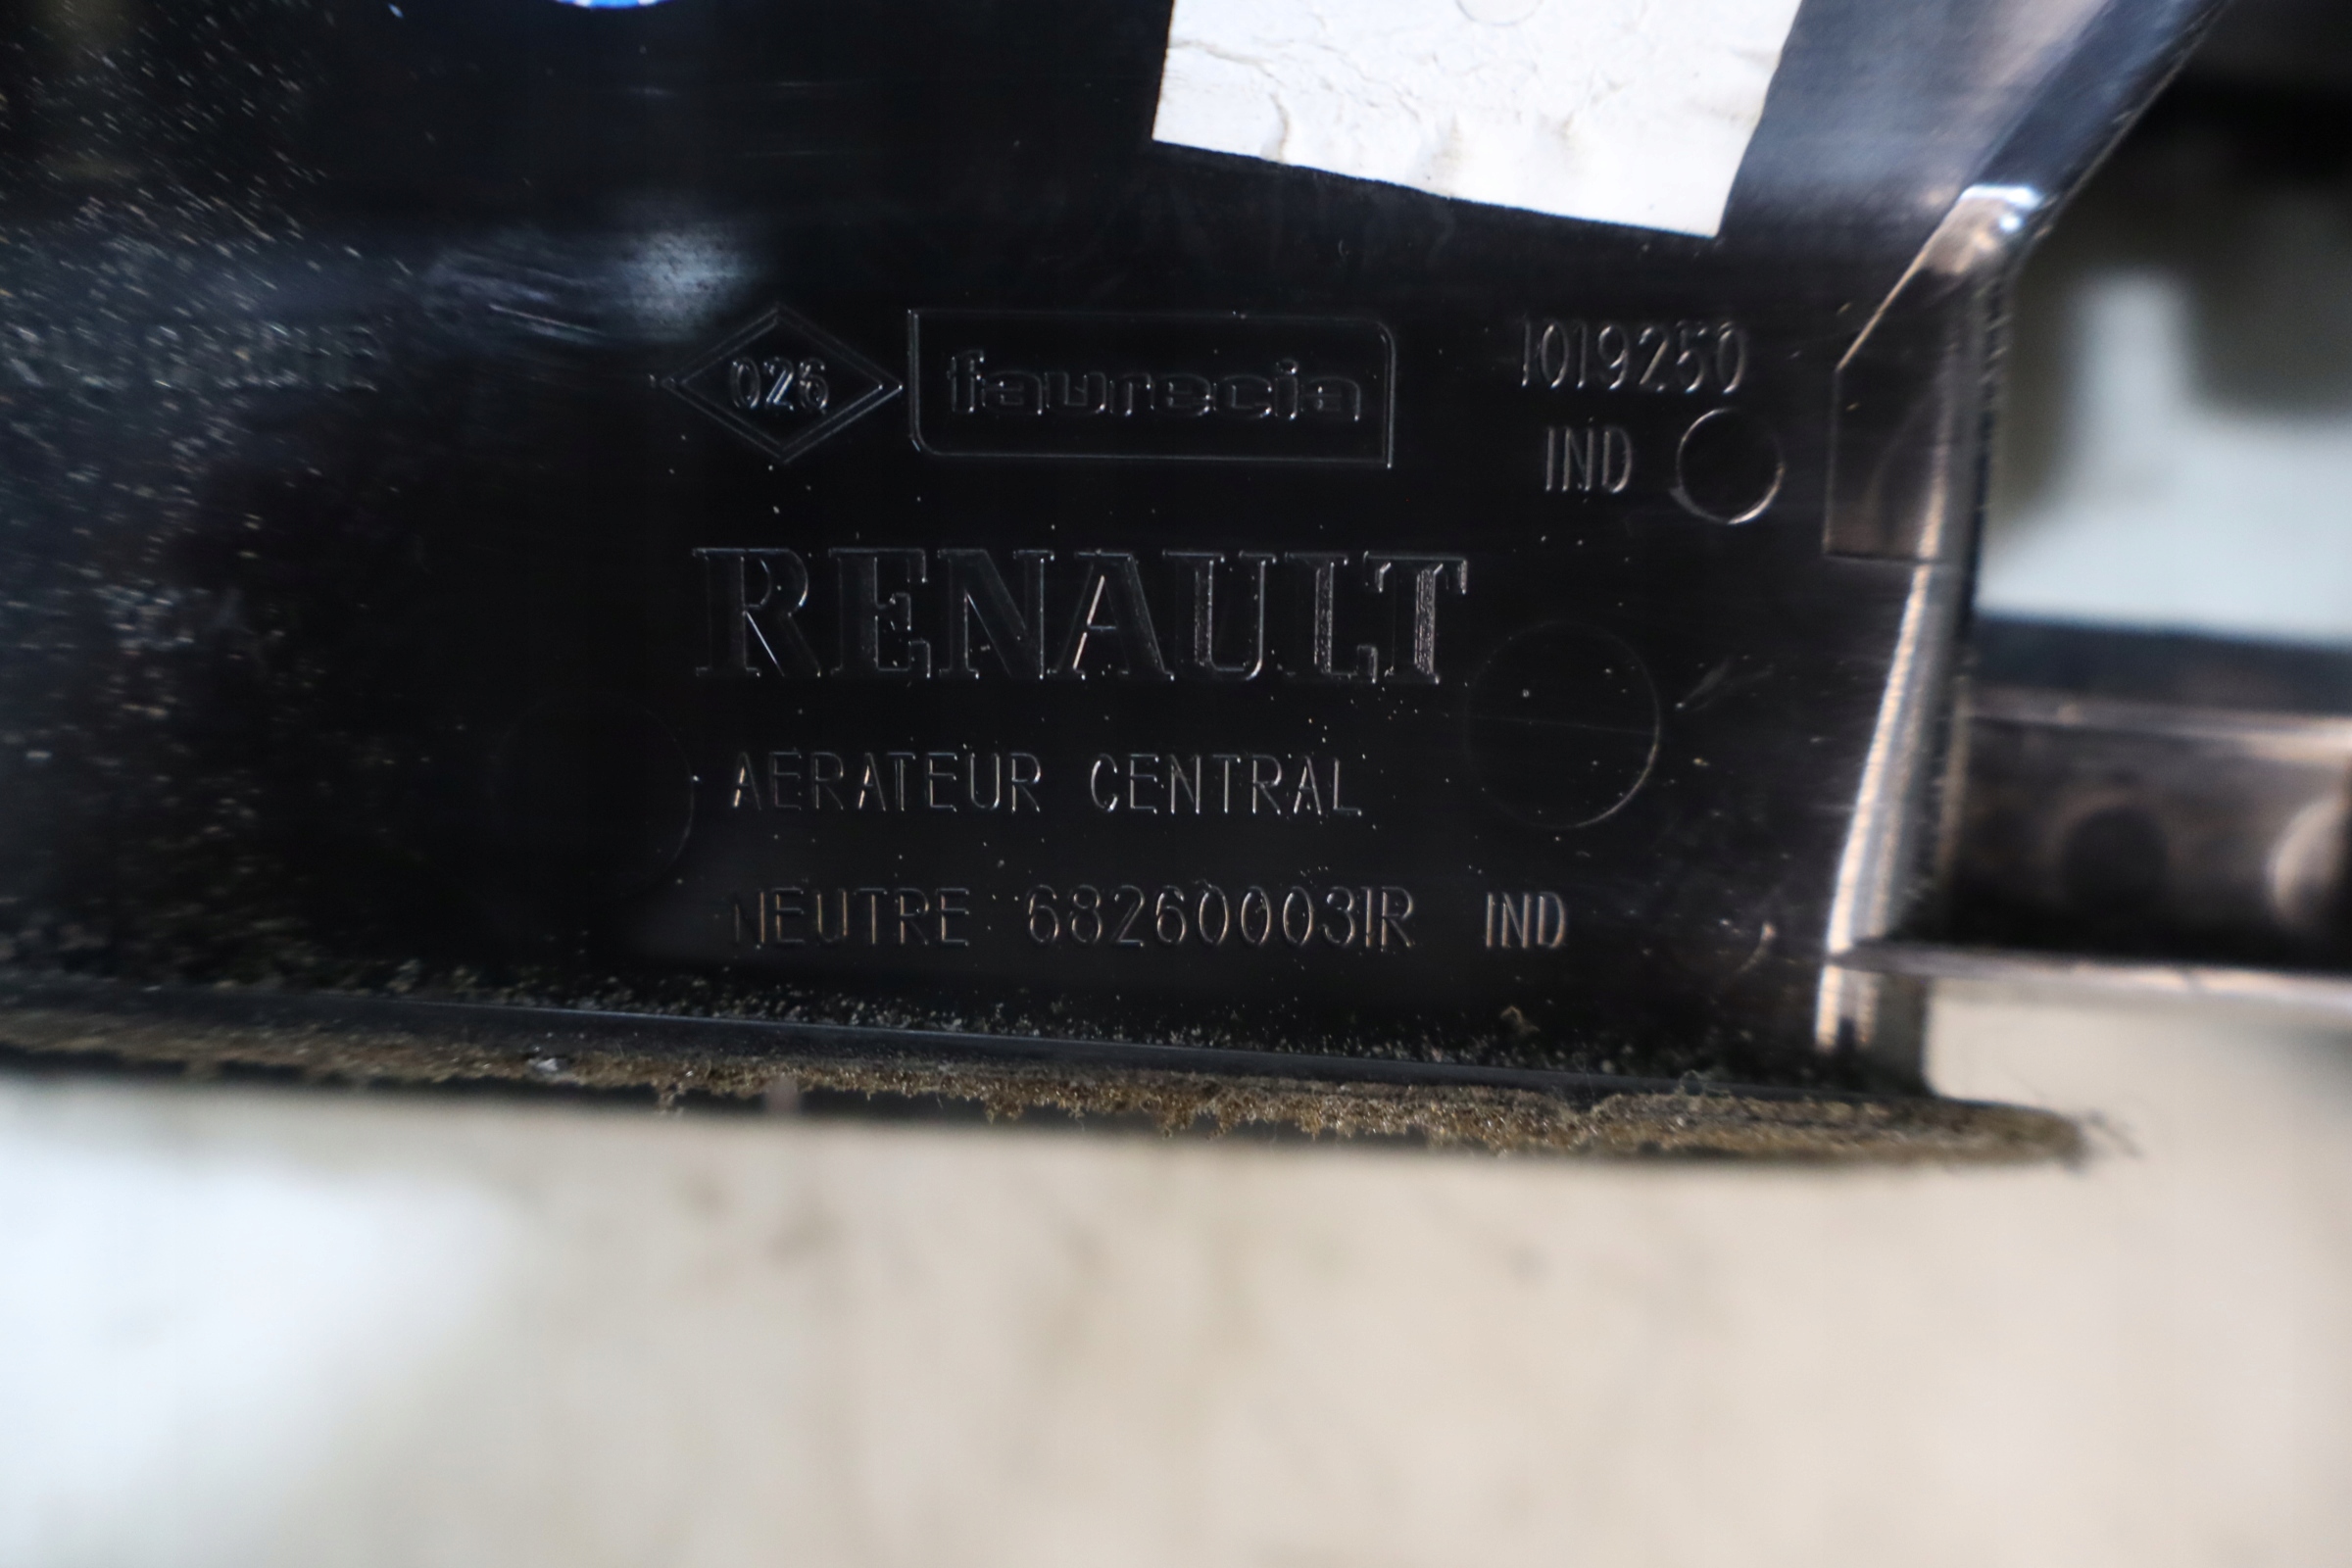 026 faurecia 1019250
IND
RENAULT
AERATEUR CENTRAL
NEUTRE 682600031R IND